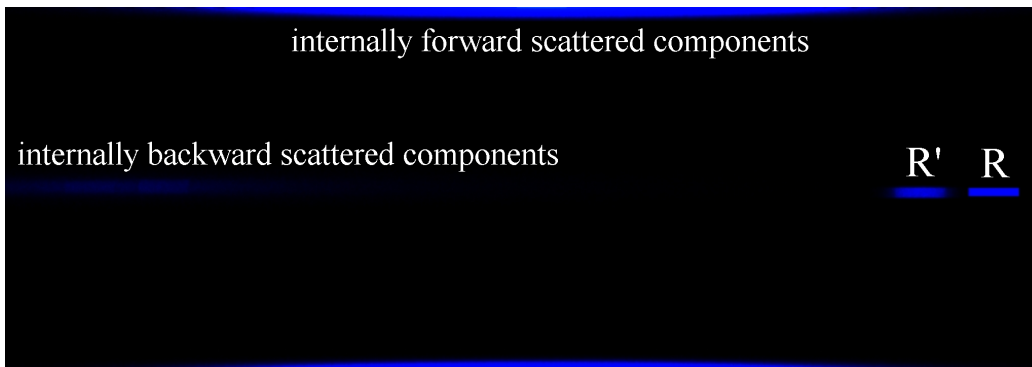 internally forward scattered components
internally backward scattered components
R' R